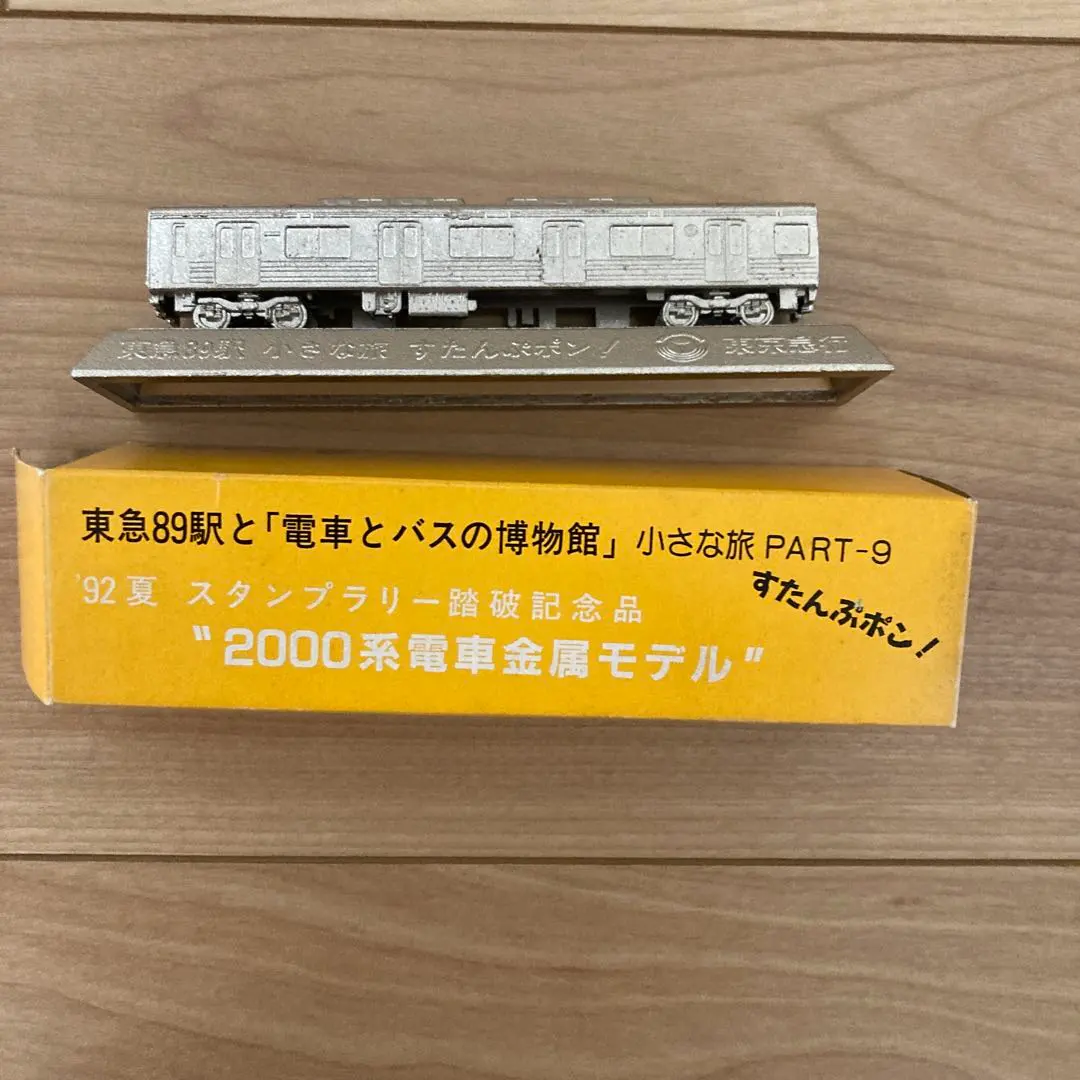 東急89駅 小さな旅 すたんぷポン! 東京急行
東急89駅と「電車とバスの博物館」小さな旅 PART-9
すたんぷポン!
'92夏 スタンプラリー踏破記念品
"2000系電車金属モデル"